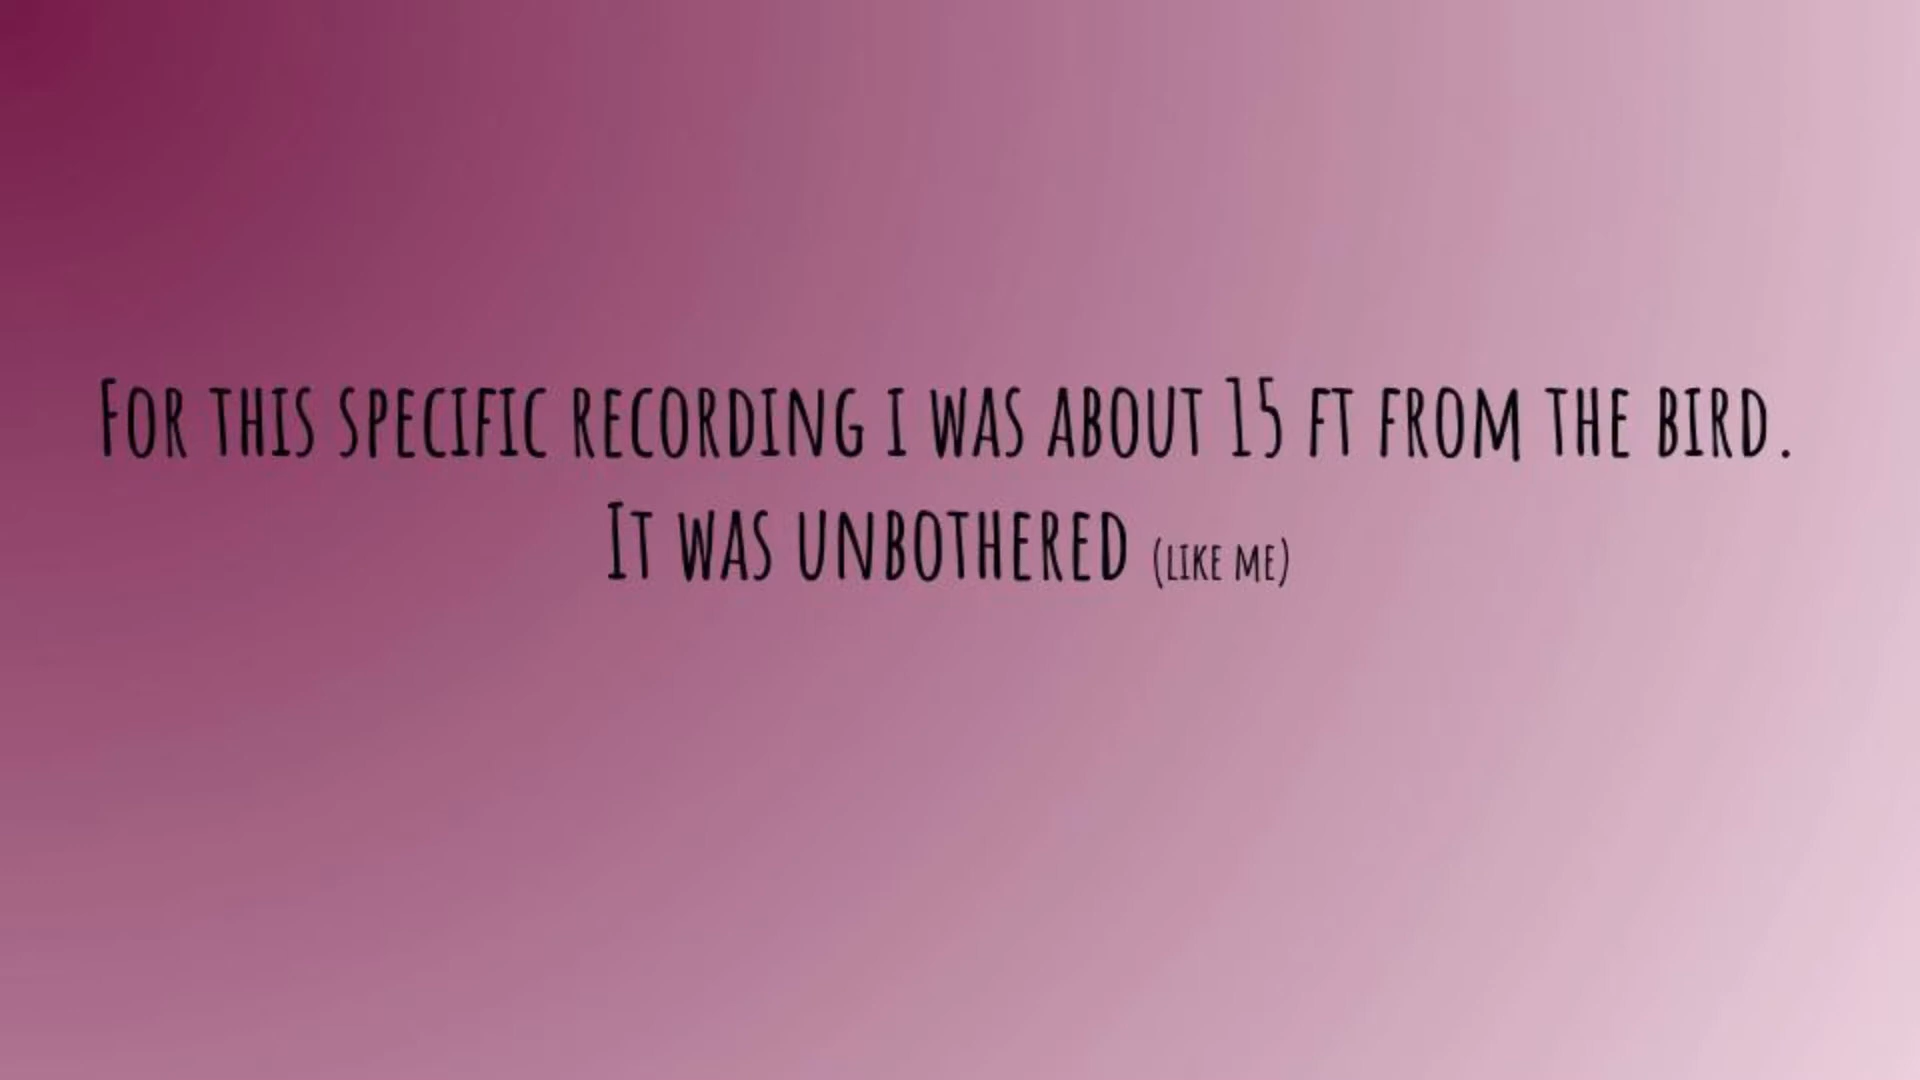 For this specific recording i was about 15 ft from the bird.
It was unbothered (like me)